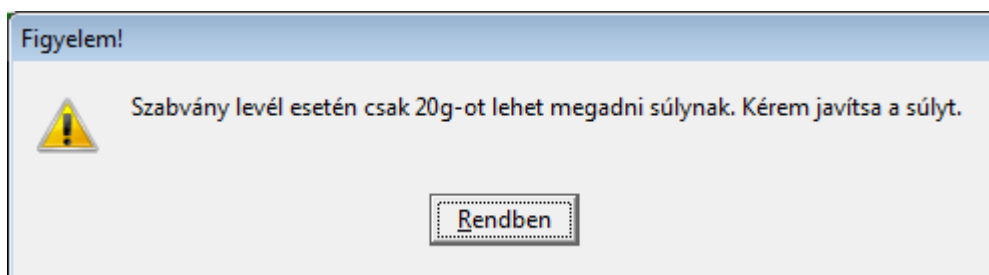 Figyelem!
Szabvány levél esetén csak 20g-ot lehet megadni súlynak. Kérem javítsa a súlyt.
Rendben